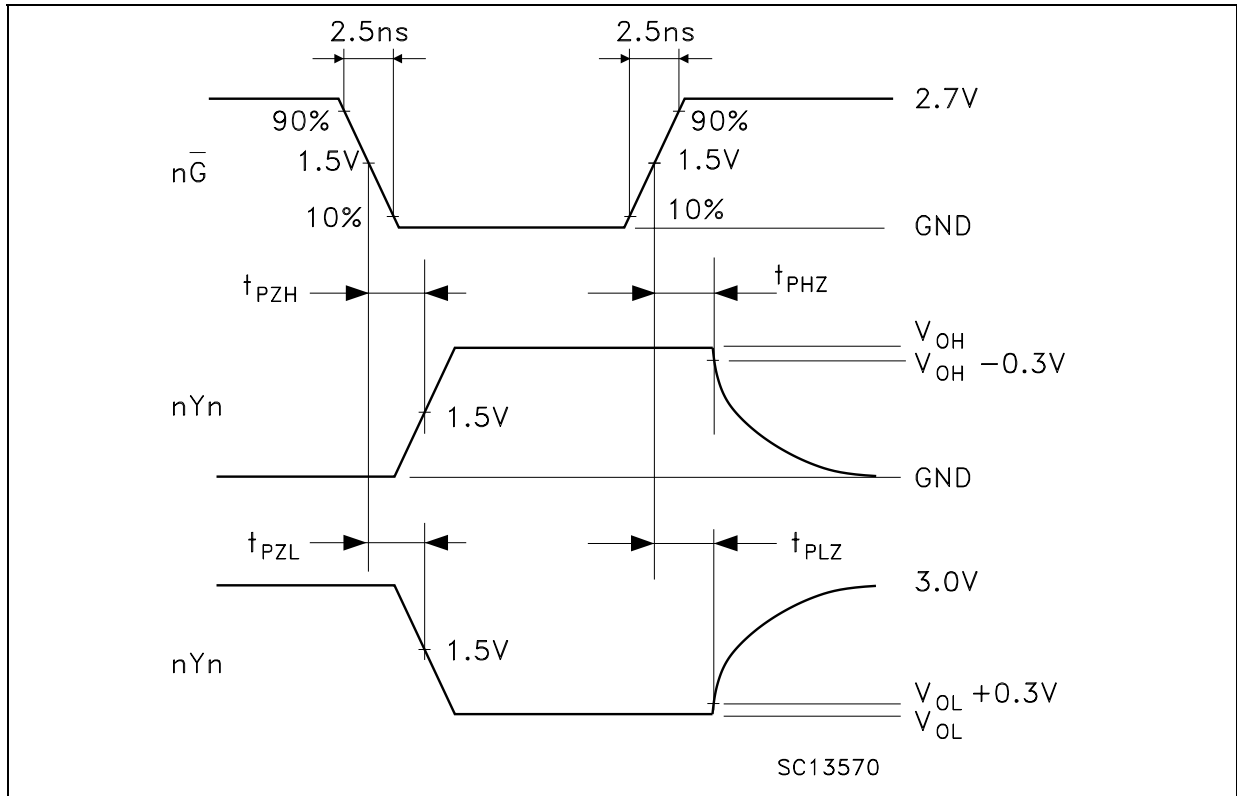 2.5ns 2.5ns
2.7V
90% 90%
nG̅ 1.5V 1.5V
10% 10%
GND
tPZH tPHZ
VOH
VOH −0.3V
nYn 1.5V
GND
tPZL tPLZ
3.0V
nYn 1.5V
VOL +0.3V
VOL
SC13570